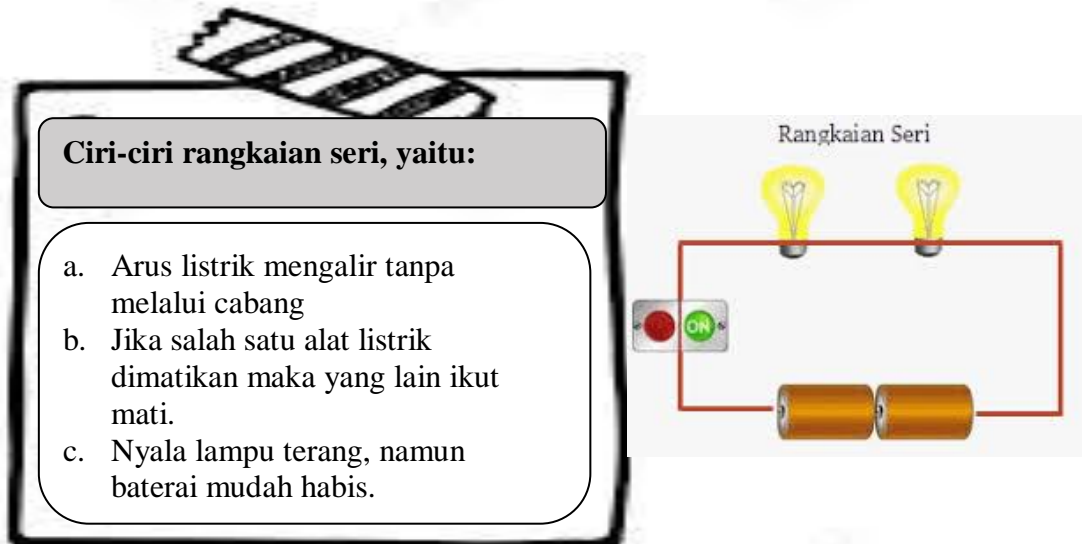 Ciri-ciri rangkaian seri, yaitu:
a. Arus listrik mengalir tanpa
melalui cabang
b. Jika salah satu alat listrik
dimatikan maka yang lain ikut
mati.
c. Nyala lampu terang, namun
baterai mudah habis.
Rangkaian Seri
ON